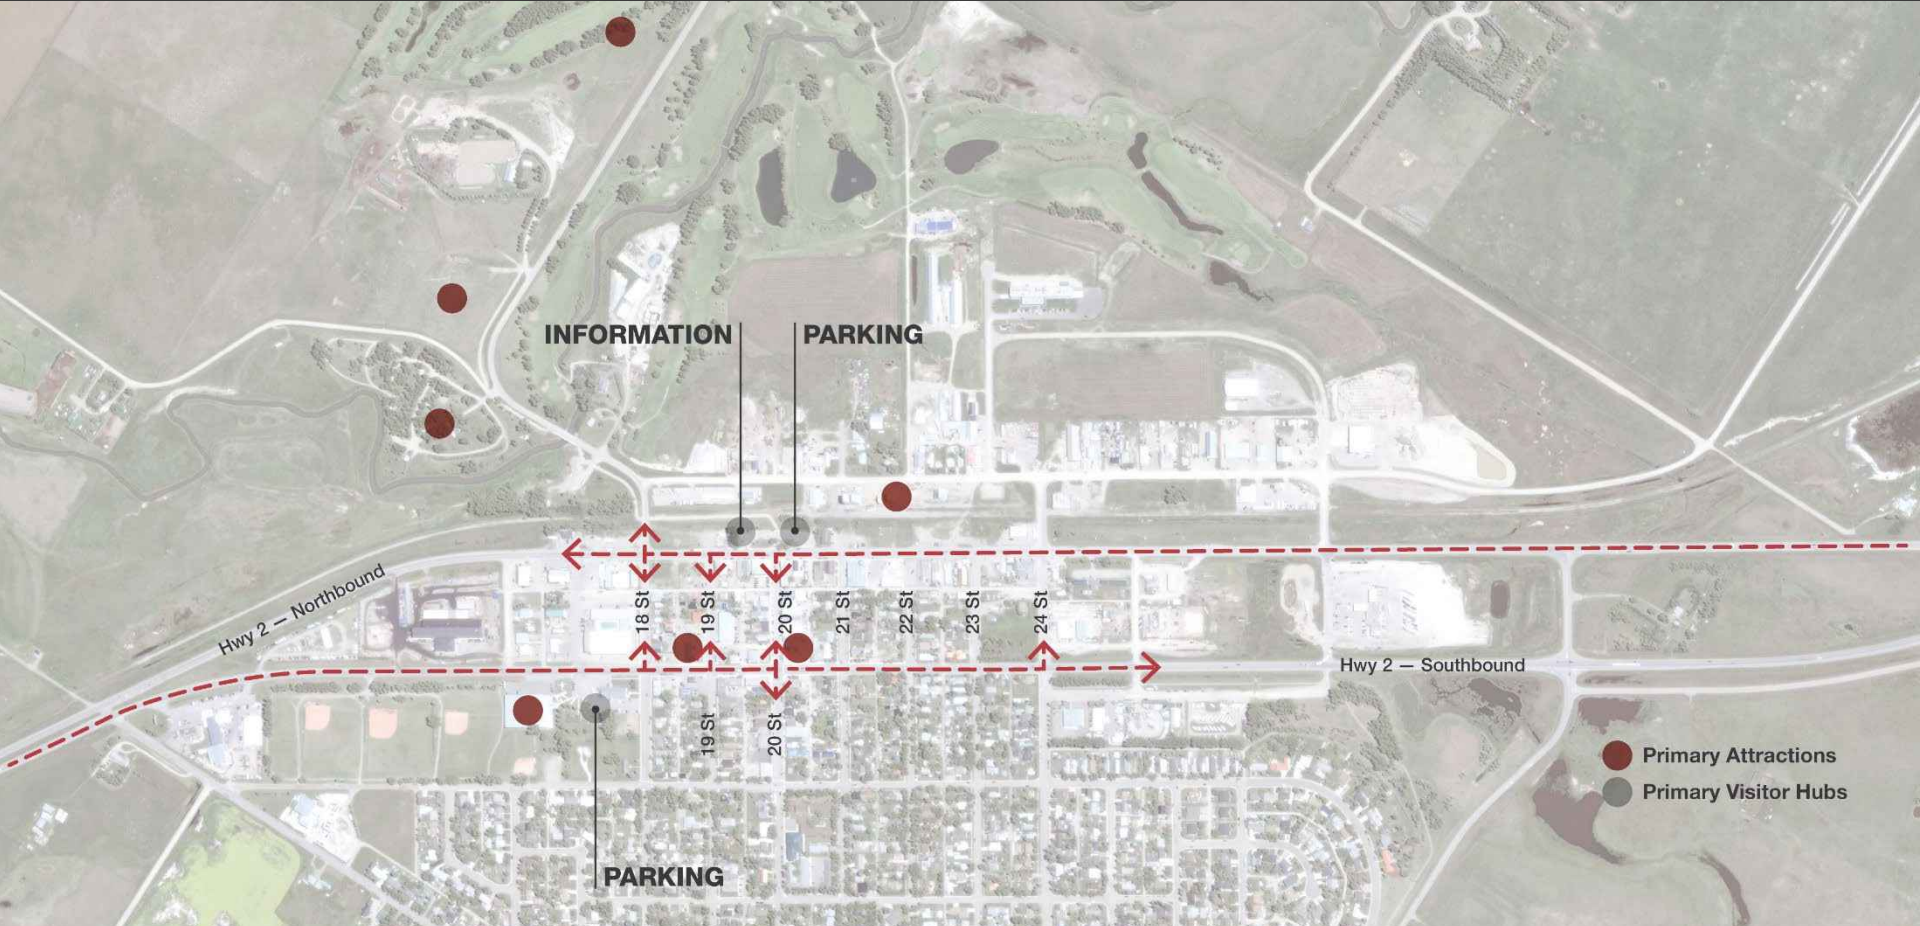 INFORMATION
PARKING
Hwy 2 — Northbound
18 St
19 St
20 St
21 St
22 St
23 St
24 St
Hwy 2 — Southbound
19 St
20 St
Primary Attractions
Primary Visitor Hubs
PARKING